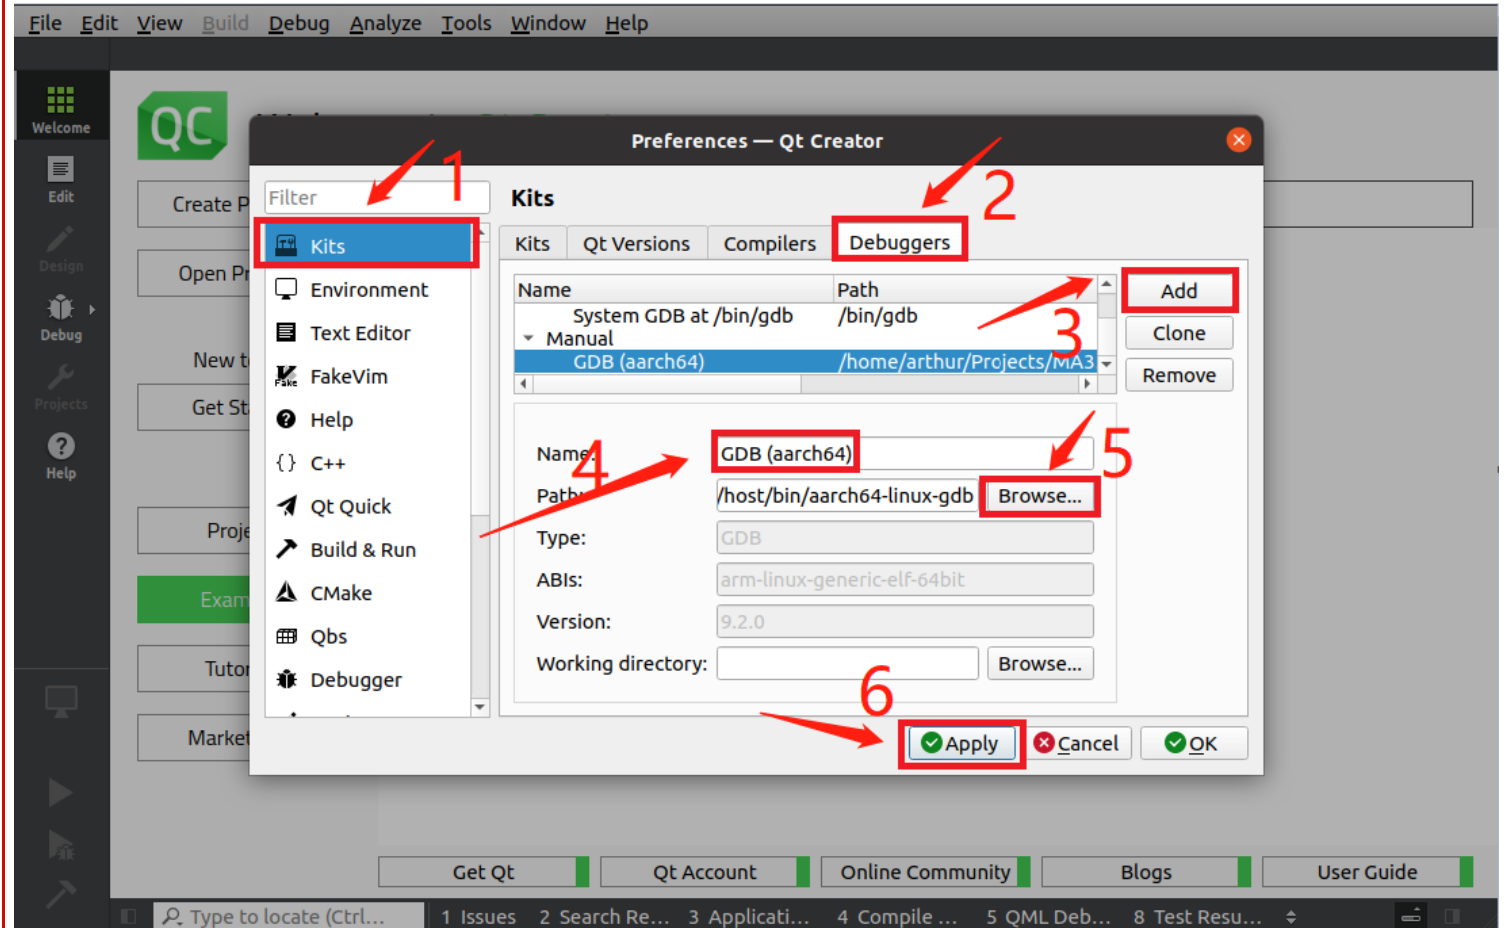 File Edit View Build Debug Analyze Tools Window Help
Welcome
Edit
Design
Debug
Projects
Help
QC
Create P
Open Pr
New t
Get St
Proje
Exam
Tutor
Market
Preferences — Qt Creator
1
2
3
4
5
6
Filter
Kits
Environment
Text Editor
FakeVim
Help
{} C++
Qt Quick
Build & Run
CMake
Qbs
Debugger
Kits
Kits Qt Versions Compilers Debuggers
Name Path
System GDB at /bin/gdb /bin/gdb
Manual
GDB (aarch64) /home/arthur/Projects/MA3
Add
Clone
Remove
Name: GDB (aarch64)
Path: /host/bin/aarch64-linux-gdb Browse...
Type: GDB
ABIs: arm-linux-generic-elf-64bit
Version: 9.2.0
Working directory: Browse...
Apply Cancel OK
Get Qt Qt Account Online Community Blogs User Guide
Type to locate (Ctrl... 1 Issues 2 Search Re... 3 Applicati... 4 Compile ... 5 QML Deb... 8 Test Resu...